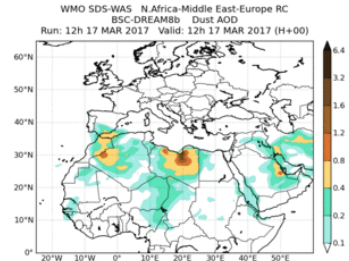 WMO SDS-WAS N.Africa-Middle East-Europe RC
BSC-DREAM8b Dust AOD
Run: 12h 17 MAR 2017 Valid: 12h 17 MAR 2017 (H+00)
60°N
50°N
40°N
30°N
20°N
10°N
0°
20°W
10°W
0°
10°E
20°E
30°E
40°E
50°E
6.4
3.2
1.6
1.2
0.8
0.4
0.2
0.1